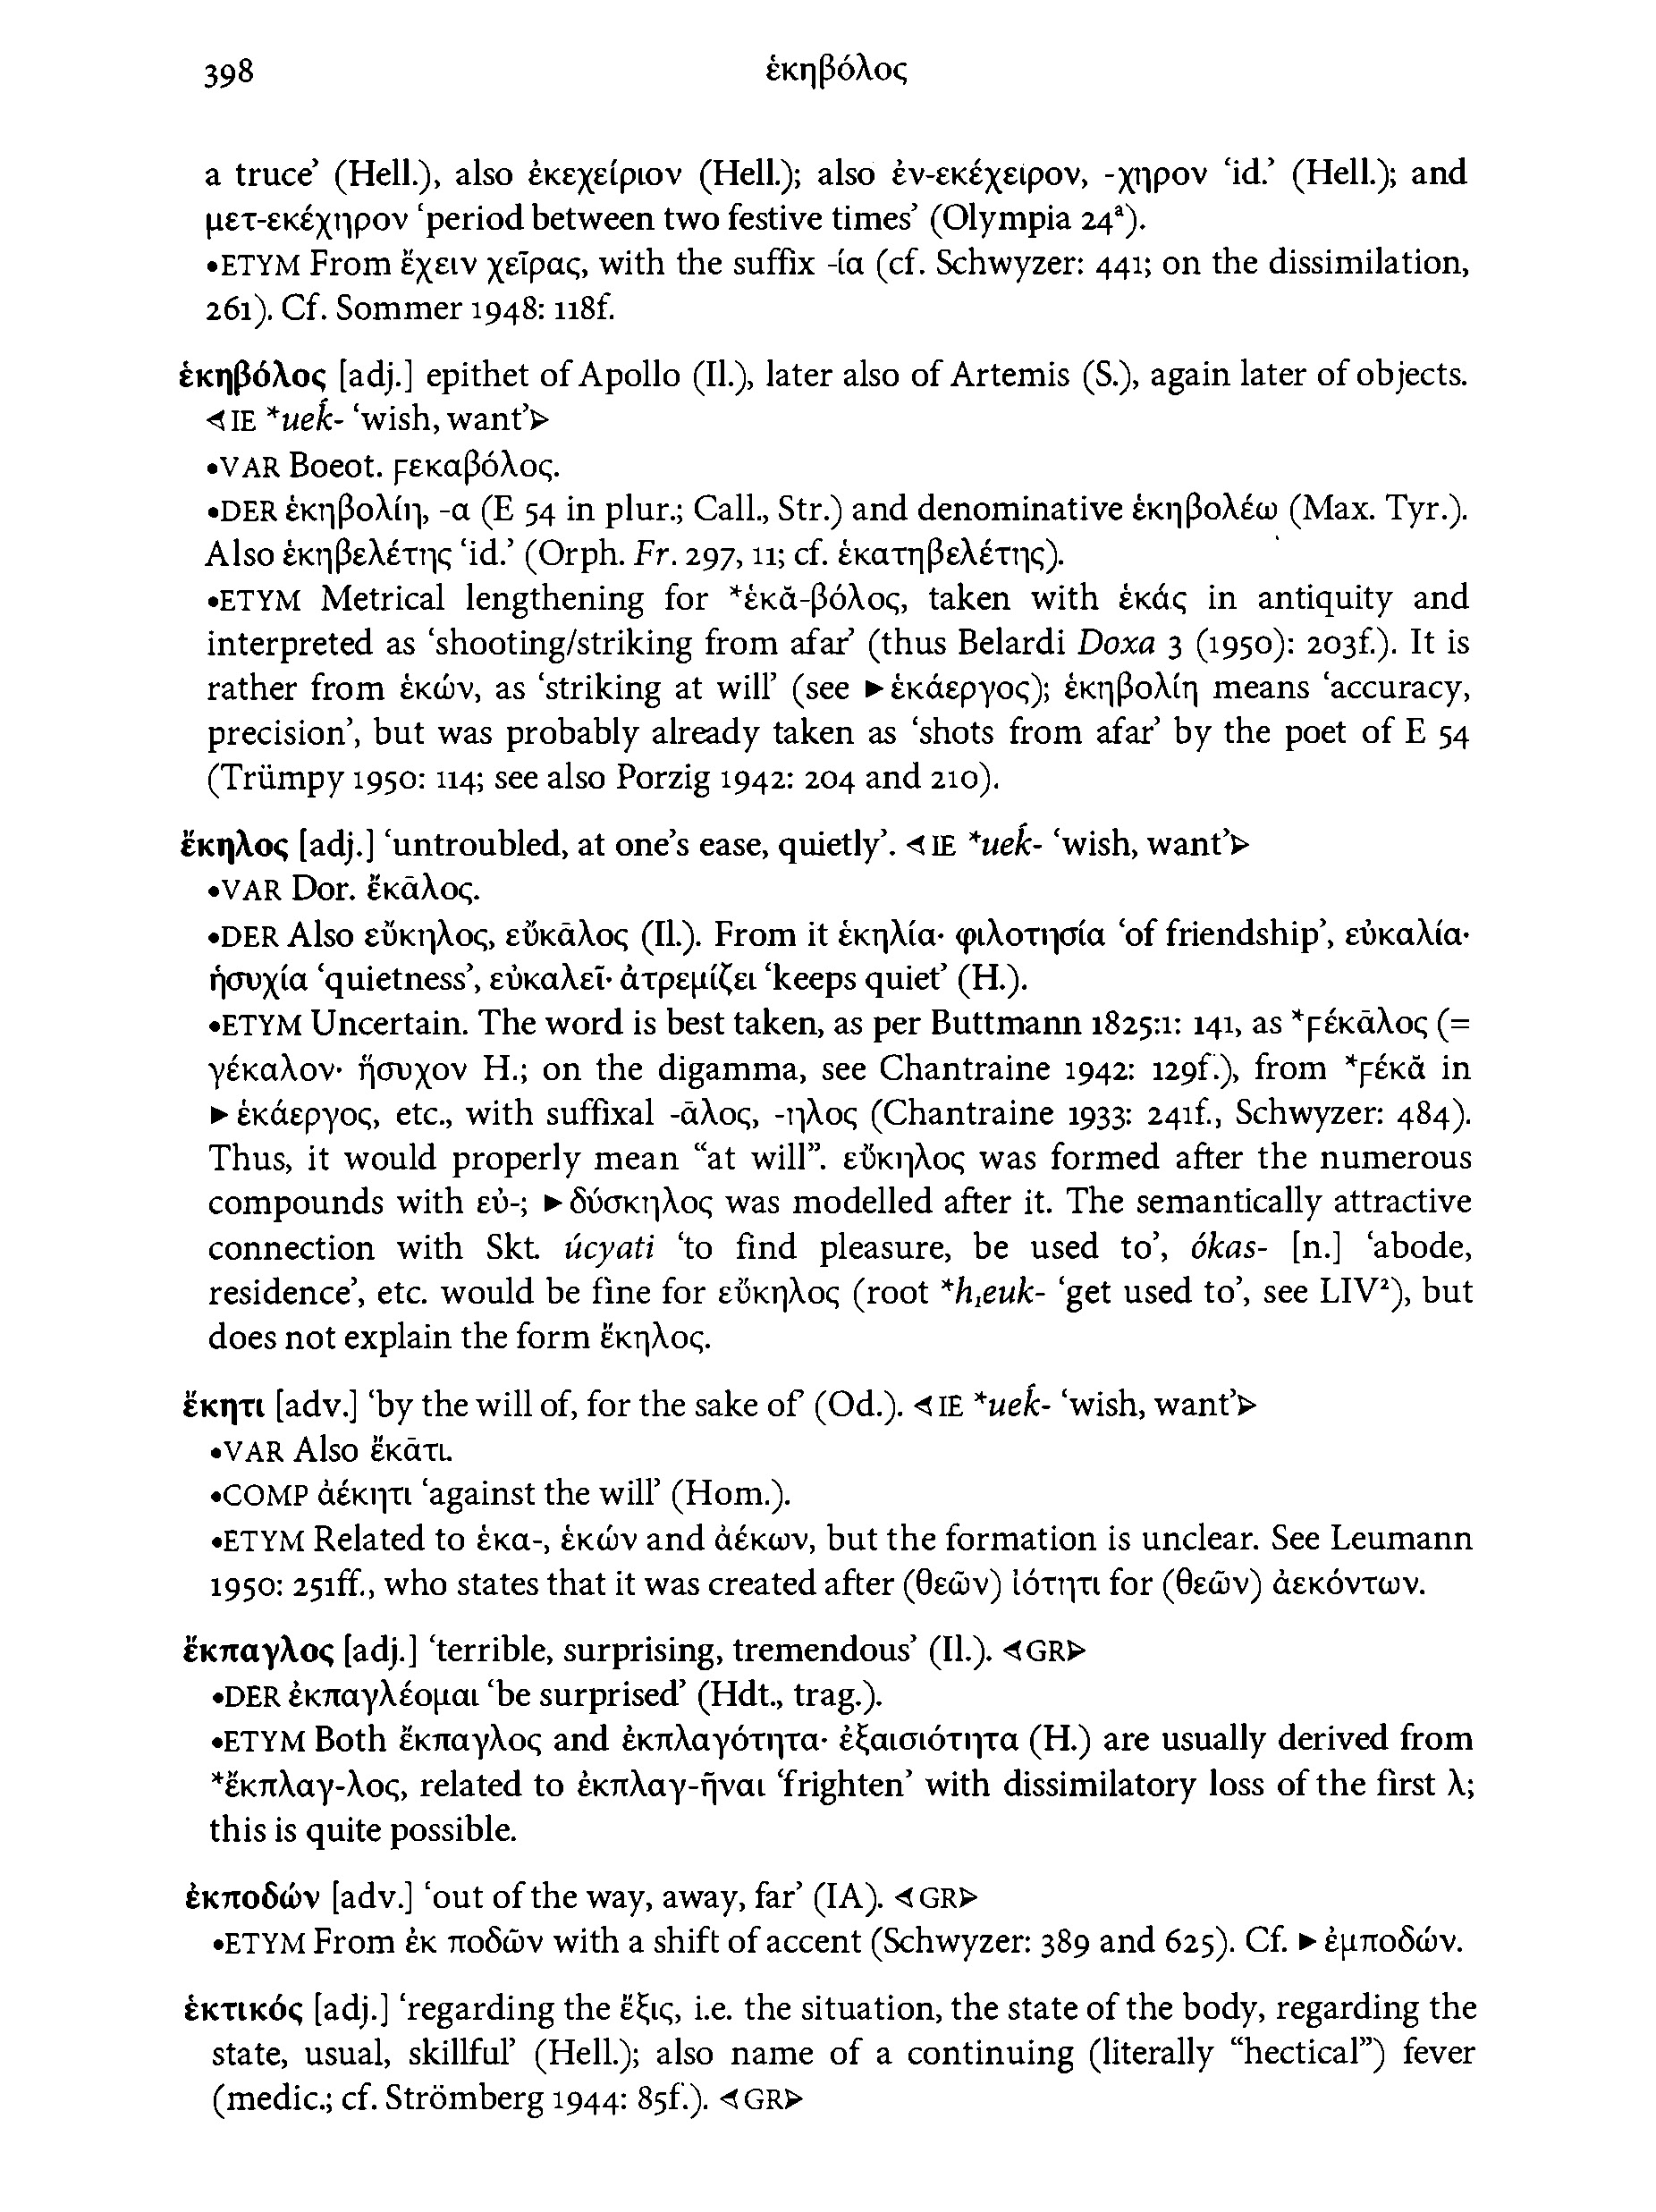 398 ἑκηβόλος
a truce’ (Hell.), also ἐκεχείριον (Hell.); also ἐν-εκέχειρον, -χηρον ‘id.’ (Hell.); and
μετ-εκέχηρον ‘period between two festive times’ (Olympia 24ª).
•ETYM From ἔχειν χεῖρας, with the suffix -ία (cf. Schwyzer: 441; on the dissimilation,
261). Cf. Sommer 1948: 118f.
ἑκηβόλος [adj.] epithet of Apollo (Il.), later also of Artemis (S.), again later of objects.
⊲IE *u̯eḱ- ‘wish, want’⊳
•VAR Boeot. ϝεκαβόλος.
•DER ἑκηβολίη, -α (E 54 in plur.; Call., Str.) and denominative ἑκηβολέω (Max. Tyr.).
Also ἑκηβελέτης ‘id.’ (Orph. Fr. 297, 11; cf. ἑκατηβελέτης).
•ETYM Metrical lengthening for *ἑκᾰ-βόλος, taken with ἑκάς in antiquity and
interpreted as ‘shooting/striking from afar’ (thus Belardi Doxa 3 (1950): 203f.). It is
rather from ἑκών, as ‘striking at will’ (see ►ἑκάεργος); ἑκηβολίη means ‘accuracy,
precision’, but was probably already taken as ‘shots from afar’ by the poet of E 54
(Trümpy 1950: 114; see also Porzig 1942: 204 and 210).
ἕκηλος [adj.] ‘untroubled, at one’s ease, quietly’. ⊲IE *u̯eḱ- ‘wish, want’⊳
•VAR Dor. ἕκᾱλος.
•DER Also εὔκηλος, εὔκᾱλος (Il.). From it ἑκηλία· φιλοτησία ‘of friendship’, εὐκαλία·
ἡσυχία ‘quietness’, εὐκαλεῖ· ἀτρεμίζει ‘keeps quiet’ (H.).
•ETYM Uncertain. The word is best taken, as per Buttmann 1825:1: 141, as *ϝέκᾱλος (=
γέκαλον· ἥσυχον H.; on the digamma, see Chantraine 1942: 129f.), from *ϝέκᾰ in
►ἑκάεργος, etc., with suffixal -ᾱλος, -ηλος (Chantraine 1933: 241f., Schwyzer: 484).
Thus, it would properly mean “at will”. εὔκηλος was formed after the numerous
compounds with εὐ-; ►δύσκηλος was modelled after it. The semantically attractive
connection with Skt. úcyati ‘to find pleasure, be used to’, ókas- [n.] ‘abode,
residence’, etc. would be fine for εὔκηλος (root *h₁euk- ‘get used to’, see LIV²), but
does not explain the form ἕκηλος.
ἕκητι [adv.] ‘by the will of, for the sake of’ (Od.). ⊲IE *u̯eḱ- ‘wish, want’⊳
•VAR Also ἕκᾱτι.
•COMP ἀέκητι ‘against the will’ (Hom.).
•ETYM Related to ἑκα-, ἑκών and ἀέκων, but the formation is unclear. See Leumann
1950: 251ff., who states that it was created after (θεῶν) ἰότητι for (θεῶν) ἀεκόντων.
ἔκπαγλος [adj.] ‘terrible, surprising, tremendous’ (Il.). ⊲GR⊳
•DER ἐκπαγλέομαι ‘be surprised’ (Hdt., trag.).
•ETYM Both ἔκπαγλος and ἐκπλαγότητα· ἐξαισιότητα (H.) are usually derived from
*ἔκπλαγ-λος, related to ἐκπλαγ-ῆναι ‘frighten’ with dissimilatory loss of the first λ;
this is quite possible.
ἐκποδών [adv.] ‘out of the way, away, far’ (IA). ⊲GR⊳
•ETYM From ἐκ ποδῶν with a shift of accent (Schwyzer: 389 and 625). Cf. ►ἐμποδών.
ἑκτικός [adj.] ‘regarding the ἕξις, i.e. the situation, the state of the body, regarding the
state, usual, skillful’ (Hell.); also name of a continuing (literally “hectical”) fever
(medic.; cf. Strömberg 1944: 85f.). ⊲GR⊳